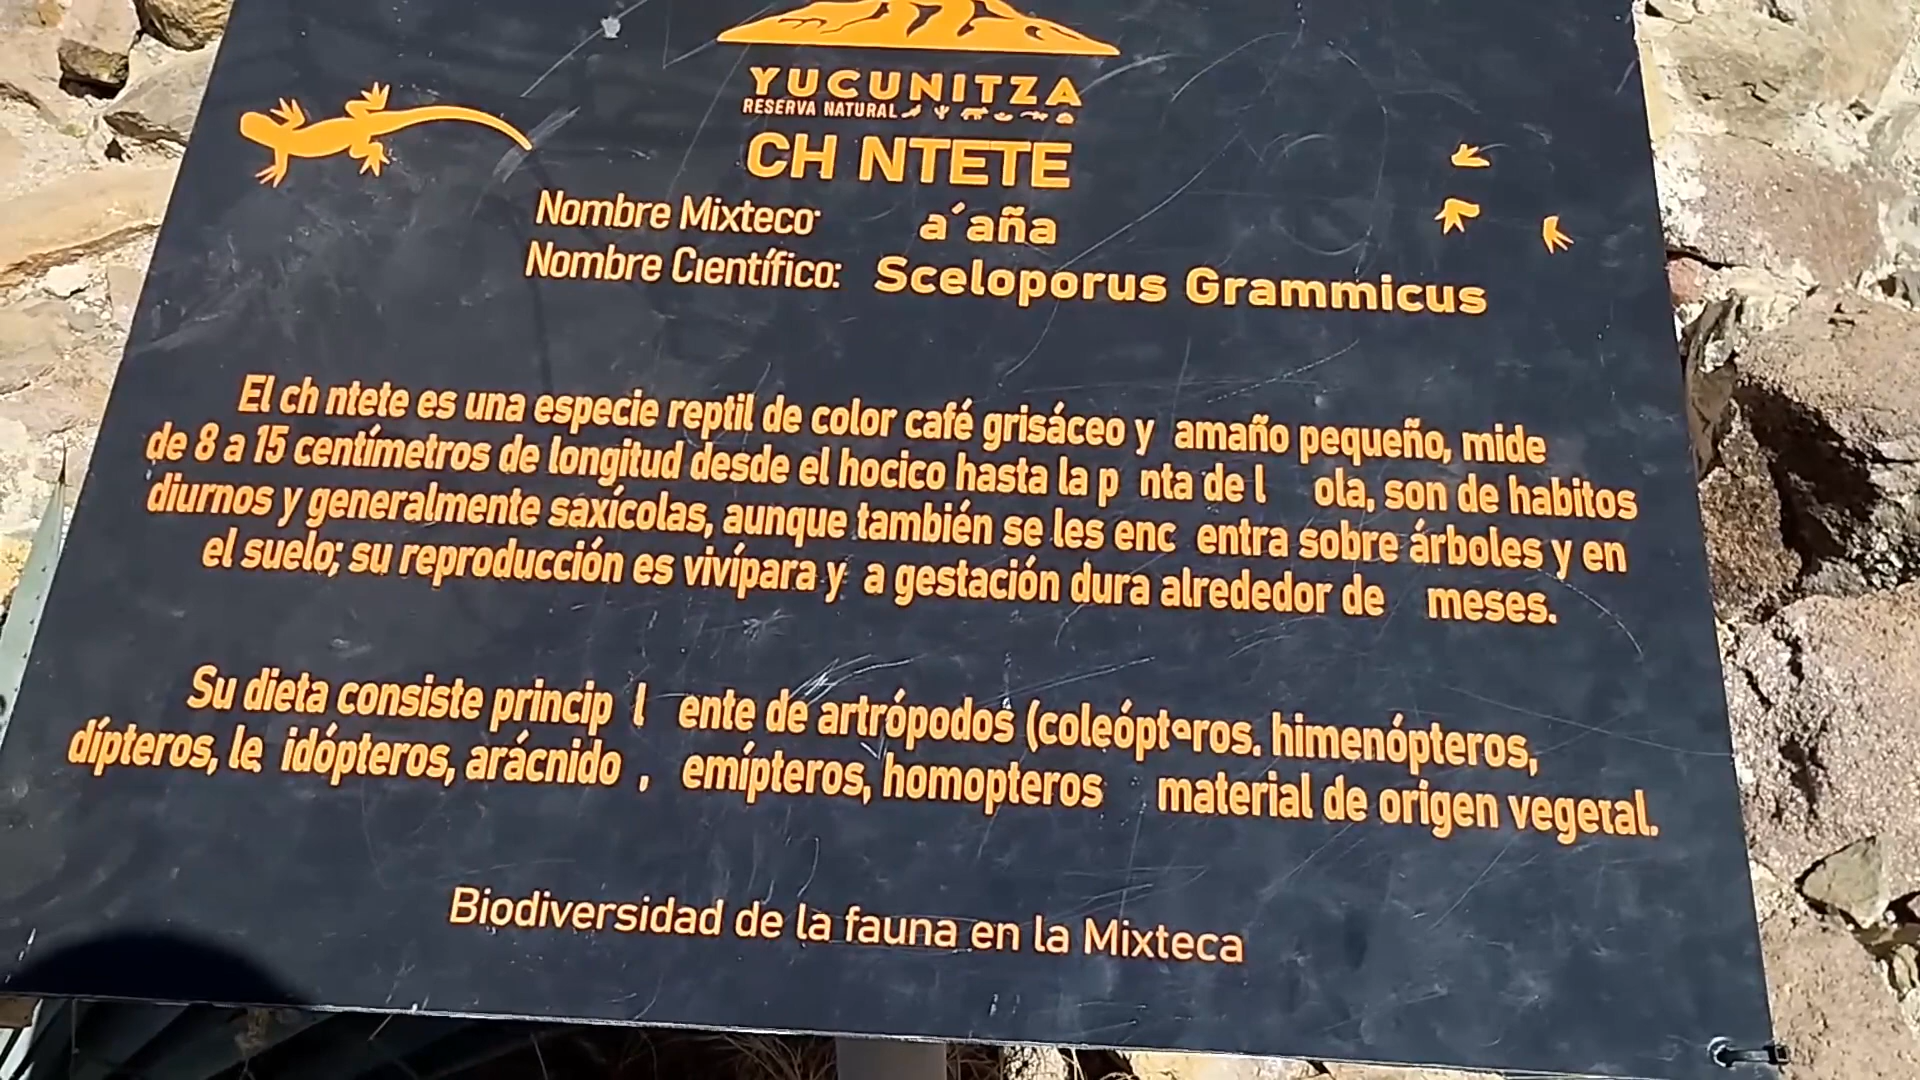 YUCUNITZA
RESERVA NATURAL
CH NTETE
Nombre Mixteco: a´aña
Nombre Científico: Sceloporus Grammicus
El ch ntete es una especie reptil de color café grisáceo y amaño pequeño, mide
de 8 a 15 centímetros de longitud desde el hocico hasta la p nta de l ola, son de habitos
diurnos y generalmente saxícolas, aunque también se les enc entra sobre árboles y en
el suelo; su reproducción es vivípara y a gestación dura alrededor de meses.
Su dieta consiste princip l ente de artrópodos (coleópteros. himenópteros,
dípteros, le idópteros, arácnido , emípteros, homopteros material de origen vegetal.
Biodiversidad de la fauna en la Mixteca